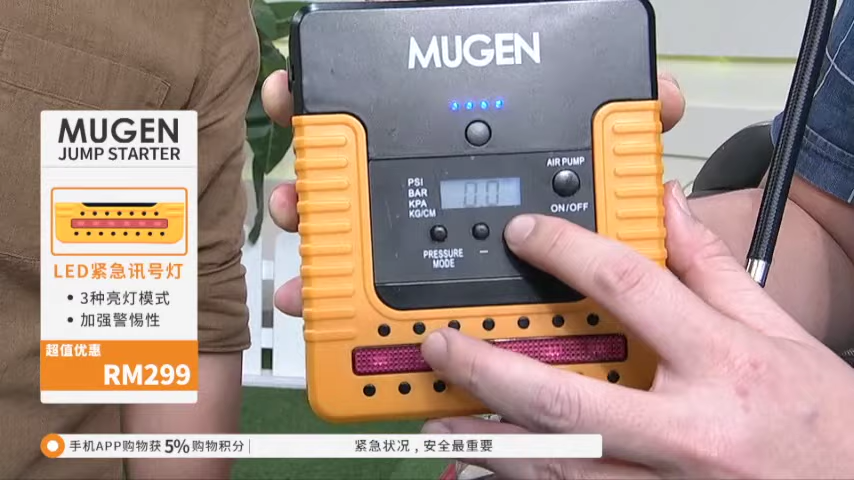 MUGEN
AIR PUMP
PSI
BAR
KPA
KG/CM
00
ON/OFF
PRESSURE
MODE
−
MUGEN
JUMP STARTER
LED紧急讯号灯
• 3种亮灯模式
• 加强警惕性
超值优惠
RM299
手机APP购物获5%购物积分
紧急状况，安全最重要